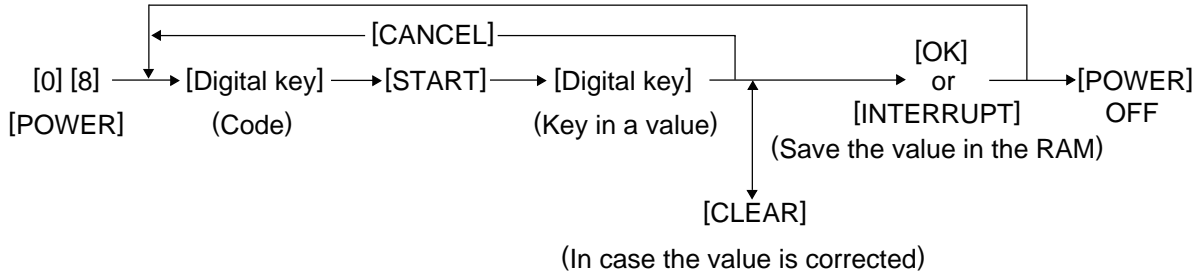 [CANCEL]
[0] [8]
[POWER]
[Digital key]
(Code)
[START]
[Digital key]
(Key in a value)
[OK]
or
[INTERRUPT]
(Save the value in the RAM)
[POWER]
OFF
[CLEAR]
(In case the value is corrected)